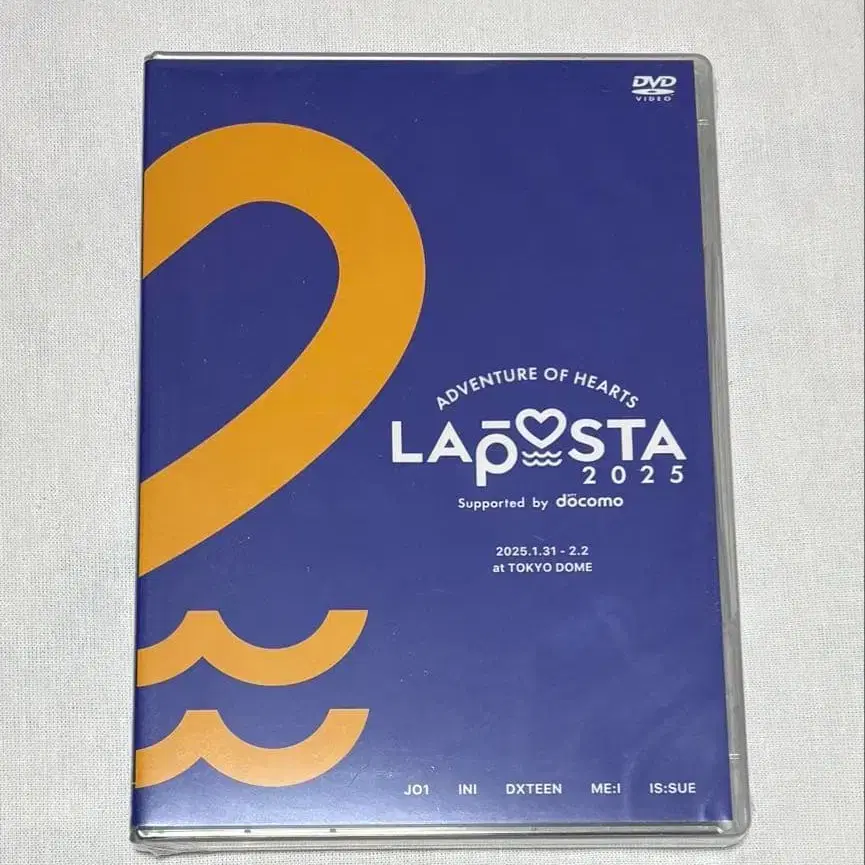 DVD
VIDEO
ADVENTURE OF HEARTS
LAPOSTA
2025
Supported by döcomo
2025.1.31 - 2.2
at TOKYO DOME
JO1 INI DXTEEN ME:I IS:SUE